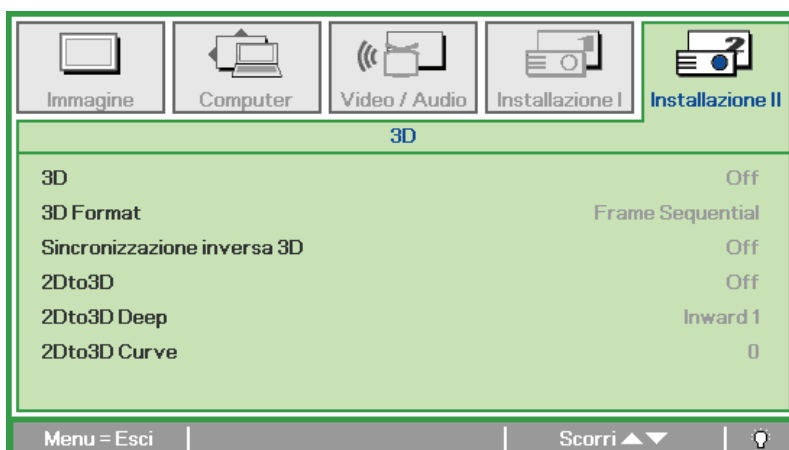 Immagine
Computer
Video / Audio
Installazione I
Installazione II
3D
3D Off
3D Format Frame Sequential
Sincronizzazione inversa 3D Off
2Dto3D Off
2Dto3D Deep Inward 1
2Dto3D Curve 0
Menu = Esci Scorri ▲▼